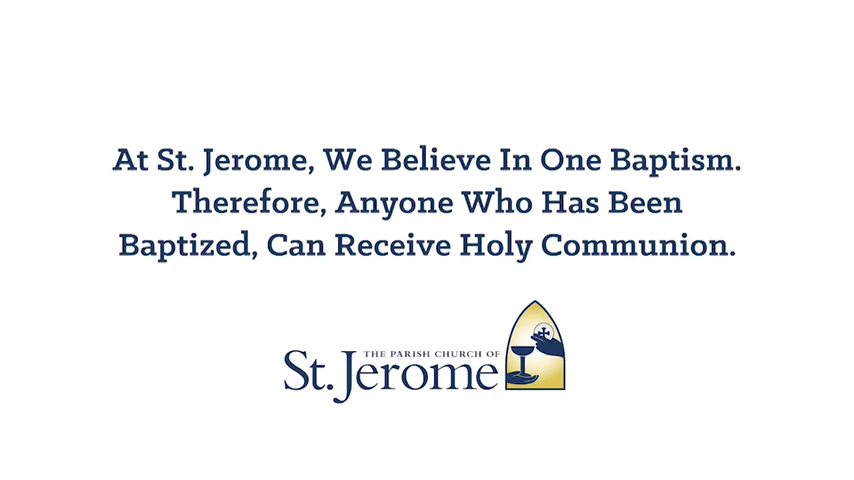 At St. Jerome, We Believe In One Baptism.
Therefore, Anyone Who Has Been
Baptized, Can Receive Holy Communion.
THE PARISH CHURCH OF
St. Jerome